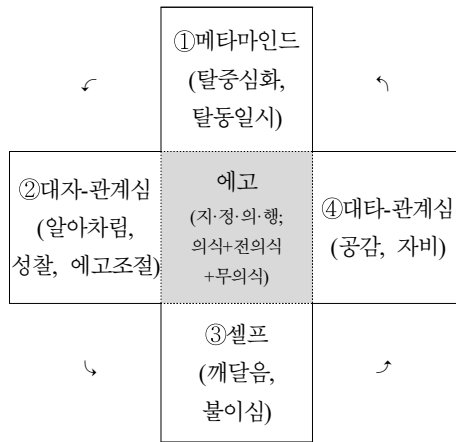 ①메타마인드
(탈중심화,
탈동일시)
②대자-관계심
(알아차림,
성찰, 에고조절)
에고
(지·정·의·행;
의식+전의식
+무의식)
④대타-관계심
(공감, 자비)
③셀프
(깨달음,
불이심)